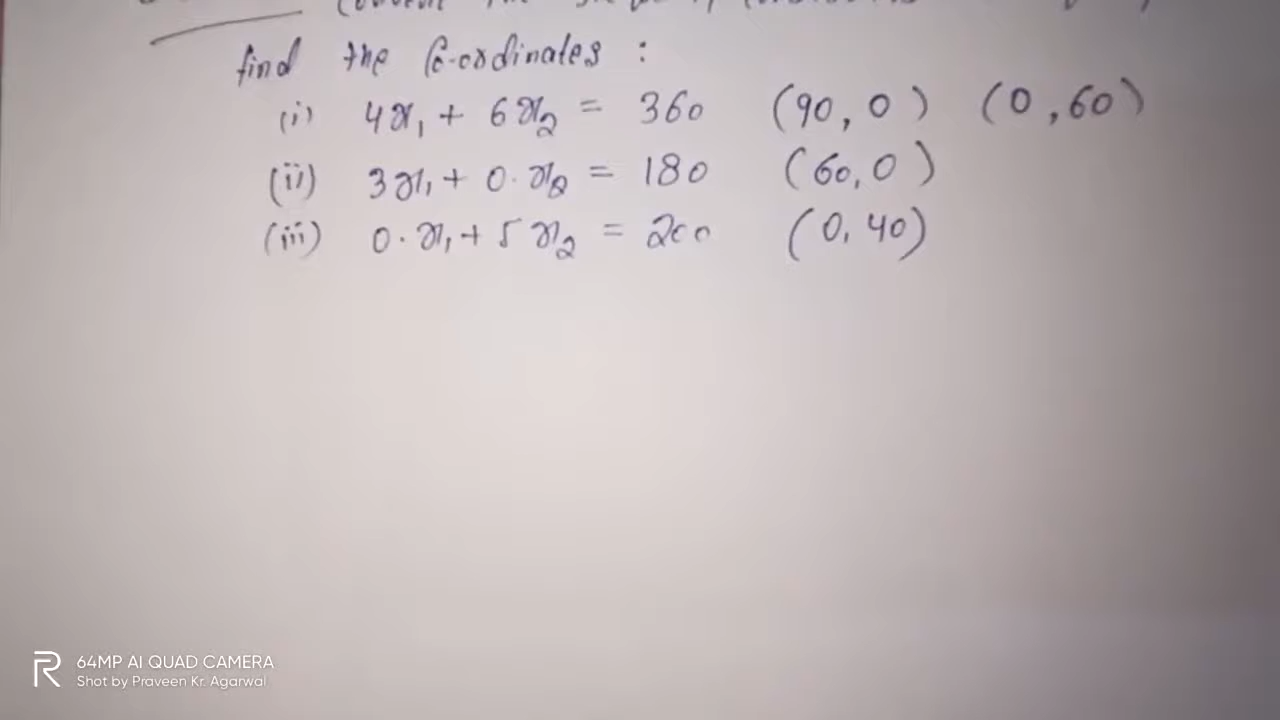 find the Co-ordinates :
(i) 4x₁ + 6x₂ = 360 (90, 0) (0, 60)
(ii) 3x₁ + 0.x₂ = 180 (60, 0)
(iii) 0.x₁ + 5x₂ = 200 (0, 40)
64MP AI QUAD CAMERA
Shot by Praveen Kr. Agarwal